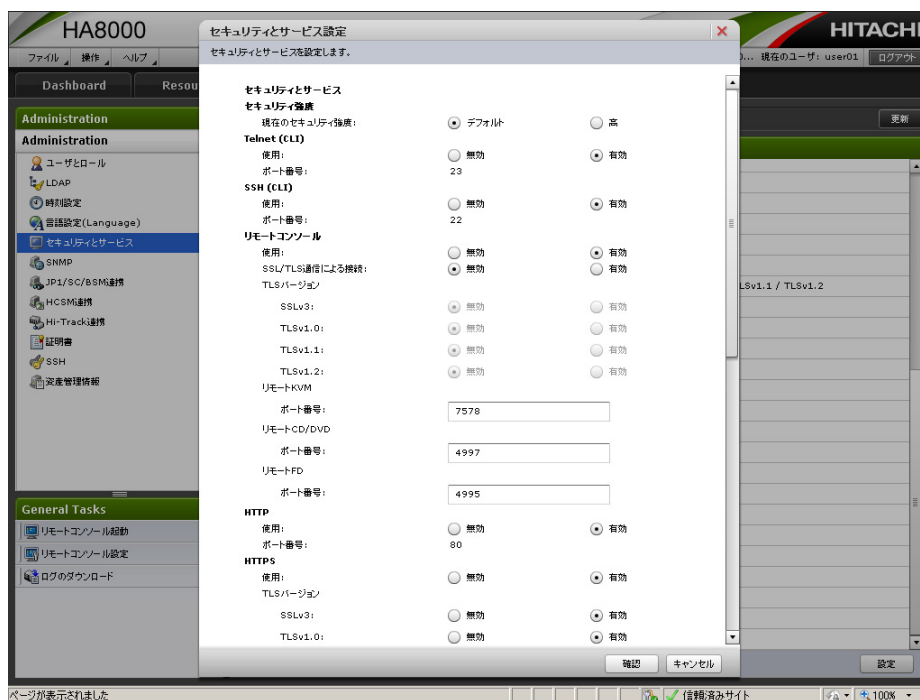 HA8000
HITACHI
ファイル 操作 ヘルプ
現在のユーザ: user01 ログアウト
Dashboard
Administration
更新
Administration
ユーザとロール
LDAP
時刻設定
言語設定(Language)
セキュリティとサービス
SNMP
JP1/SC/BSM連携
HCSM連携
Hi-Track連携
証明書
SSH
資産管理情報
General Tasks
リモートコンソール起動
リモートコンソール設定
ログのダウンロード
セキュリティとサービス設定
セキュリティとサービスを設定します。
セキュリティとサービス
セキュリティ強度
現在のセキュリティ強度: デフォルト 高
Telnet (CLI)
使用: 無効 有効
ポート番号: 23
SSH (CLI)
使用: 無効 有効
ポート番号: 22
リモートコンソール
使用: 無効 有効
SSL/TLS通信による接続: 無効 有効
TLSバージョン
SSLv3: 無効 有効
TLSv1.0: 無効 有効
TLSv1.1: 無効 有効
TLSv1.2: 無効 有効
リモートKVM
ポート番号: 7578
リモートCD/DVD
ポート番号: 4997
リモートFD
ポート番号: 4995
HTTP
使用: 無効 有効
ポート番号: 80
HTTPS
使用: 無効 有効
TLSバージョン
SSLv3: 無効 有効
TLSv1.0: 無効 有効
確認 キャンセル
LSv1.1 / TLSv1.2
設定
ページが表示されました
信頼済みサイト
100%